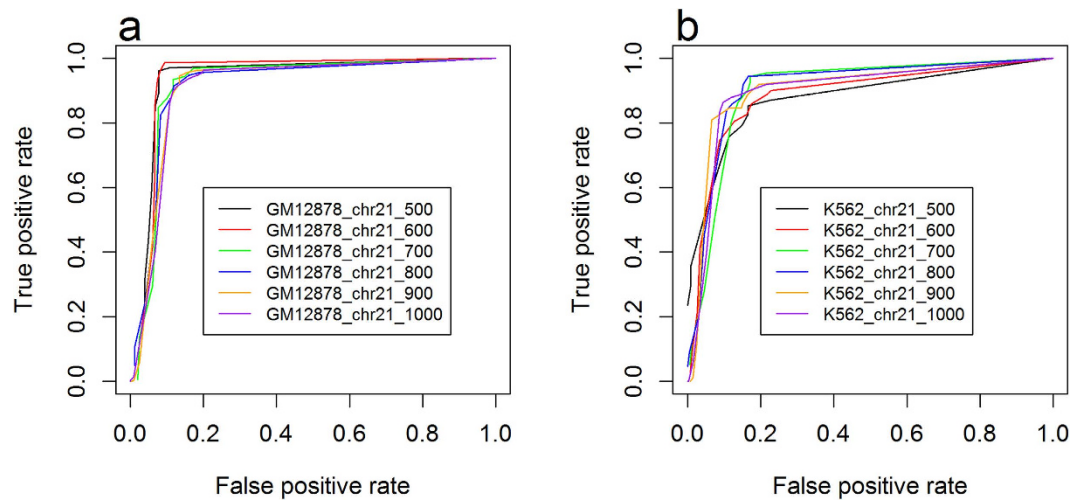 a
True positive rate
1.0
0.8
0.6
0.4
0.2
0.0
GM12878_chr21_500
GM12878_chr21_600
GM12878_chr21_700
GM12878_chr21_800
GM12878_chr21_900
GM12878_chr21_1000
0.0 0.2 0.4 0.6 0.8 1.0
False positive rate
b
True positive rate
1.0
0.8
0.6
0.4
0.2
0.0
K562_chr21_500
K562_chr21_600
K562_chr21_700
K562_chr21_800
K562_chr21_900
K562_chr21_1000
0.0 0.2 0.4 0.6 0.8 1.0
False positive rate